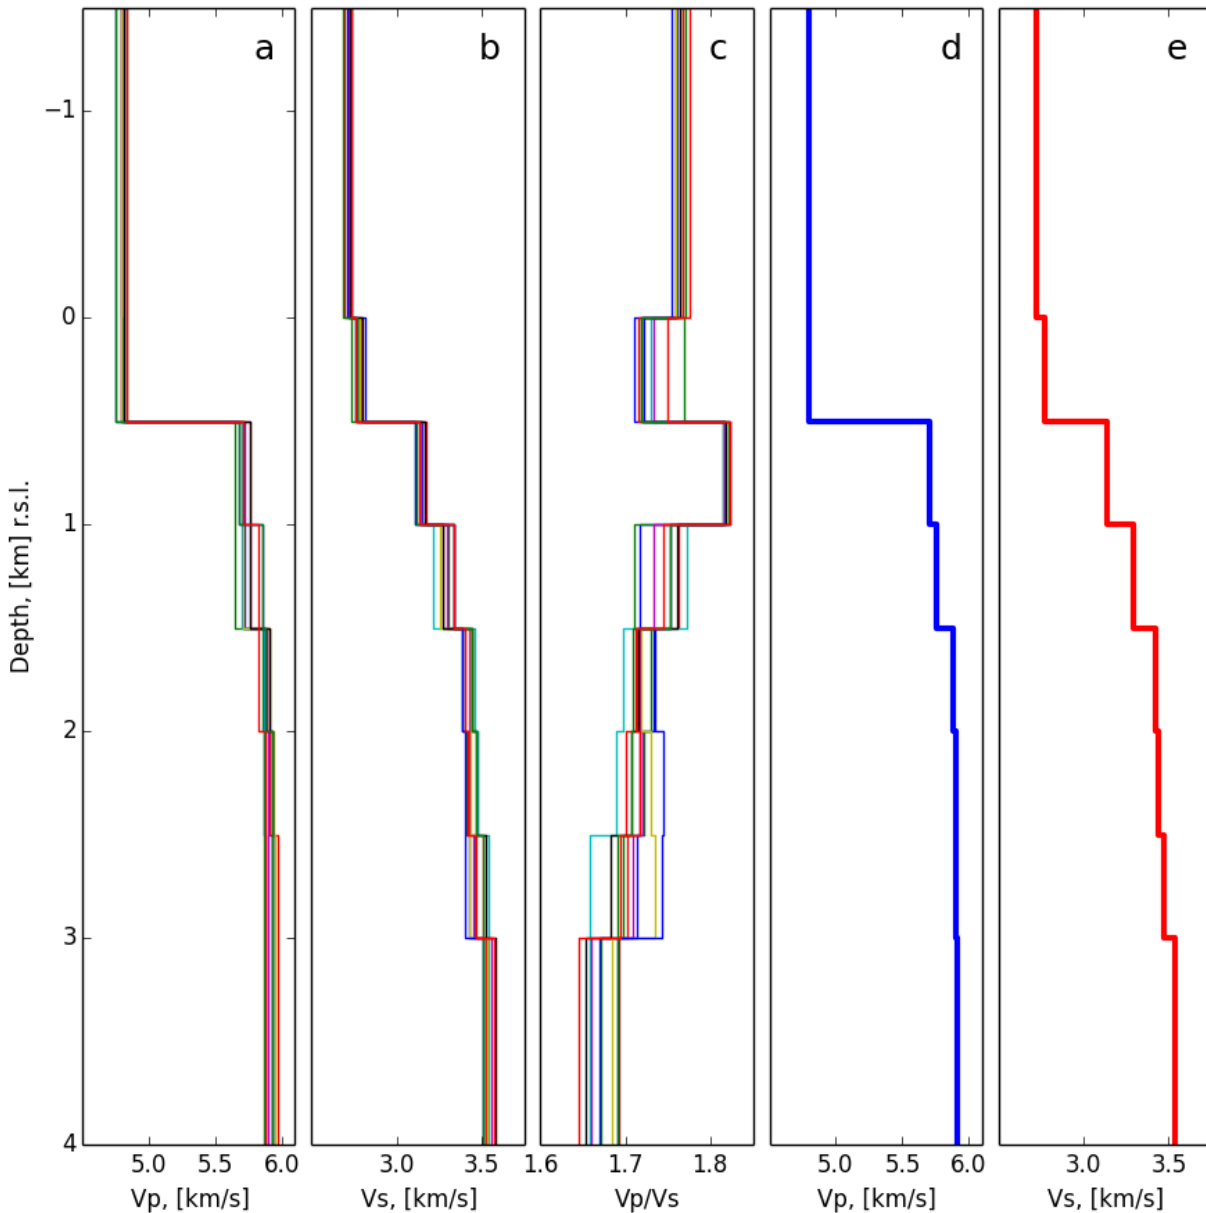 a b c d e
−1
0
1
2
3
4
Depth, [km] r.s.l.
5.0 5.5 6.0 3.0 3.5 1.6 1.7 1.8 5.0 5.5 6.0 3.0 3.5
Vp, [km/s] Vs, [km/s] Vp/Vs Vp, [km/s] Vs, [km/s]